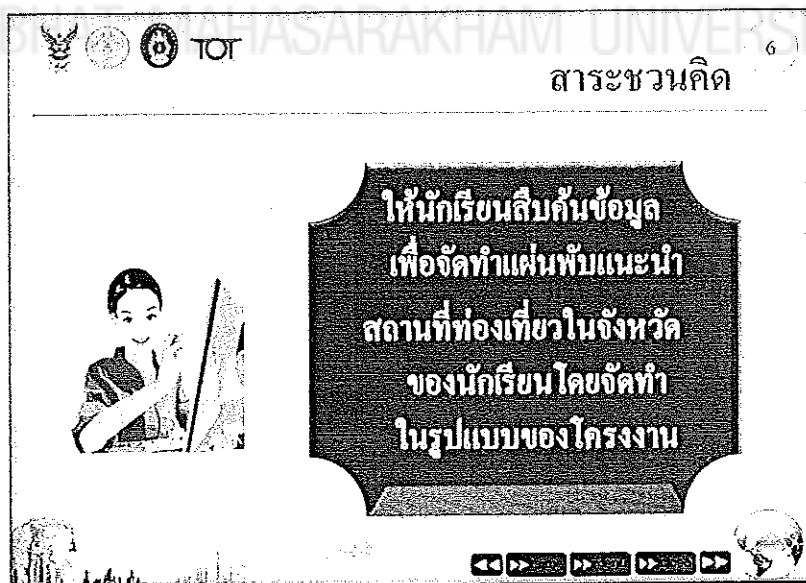 BHAT MAHASARAKHAM UNIVERSI
TOT
6
สาระชวนคิด
ให้นักเรียนสืบค้นข้อมูล
เพื่อจัดทำแผ่นพับแนะนำ
สถานที่ท่องเที่ยวในจังหวัด
ของนักเรียนโดยจัดทำ
ในรูปแบบของโครงงาน